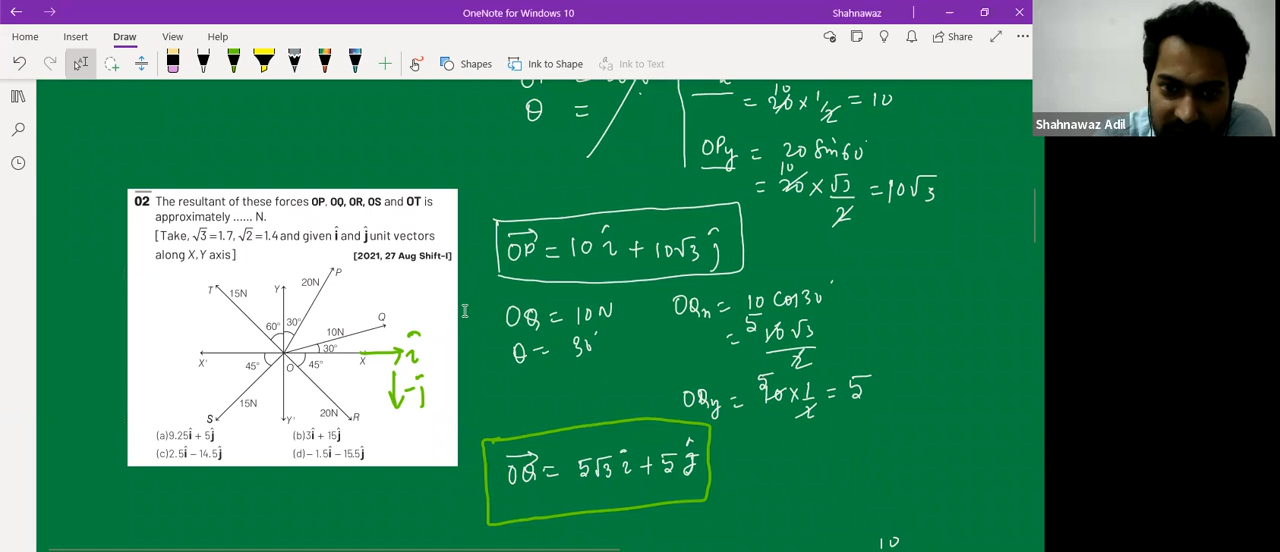 OneNote for Windows 10
Shahnawaz
Home Insert Draw View Help
Share
Shapes Ink to Shape Ink to Text
θ =
= 20 × 1/2 = 10
10
Shahnawaz Adil
OPy = 20 Sin 60°
10
= 20 × √3/2 = 10√3
02 The resultant of these forces OP, OQ, OR, OS and OT is
approximately ...... N.
[Take, √3 = 1.7, √2 = 1.4 and given î and ĵ unit vectors
along X, Y axis] [2021, 27 Aug Shift-I]
OP = 10 î + 10√3 ĵ
P
T 15N Y 20N
Q
60° 30° 10N
30°
X' O X
45° 45°
S 15N Y' 20N R
î
-ĵ
(a) 9.25î + 5ĵ (b) 3î + 15ĵ
(c) 2.5î − 14.5ĵ (d) − 1.5î − 15.5ĵ
OQ = 10 N
θ = 30°
OQx = 10 Cos 30°
= 10√3/2
5
OQy = 10 × 1/2 = 5
5
OQ = 5√3 î + 5 ĵ
10